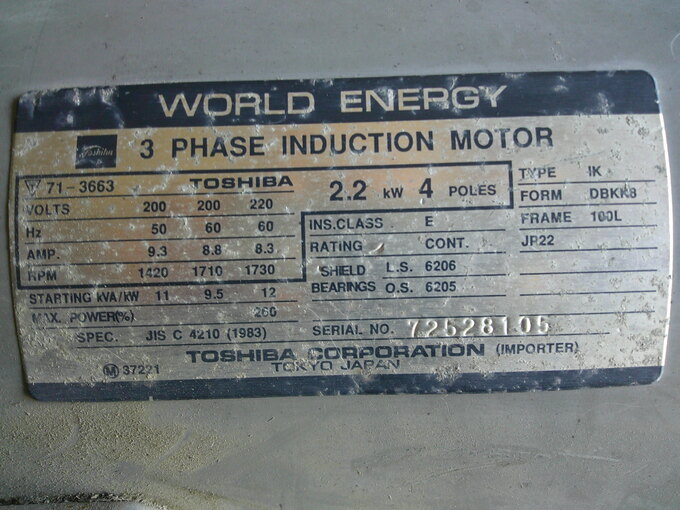 WORLD ENERGY
Toshiba 3 PHASE INDUCTION MOTOR
71-3663 TOSHIBA 2.2 kW 4 POLES
VOLTS 200 200 220
Hz 50 60 60
AMP. 9.3 8.8 8.3
RPM 1420 1710 1730
STARTING kVA/kW 11 9.5 12
MAX. POWER(%) 260
INS.CLASS E
RATING CONT.
SHIELD BEARINGS L.S. 6206
O.S. 6205
TYPE IK
FORM DBKK8
FRAME 100L
JP22
SPEC. JIS C 4210 (1983) SERIAL NO. 72528105
TOSHIBA CORPORATION (IMPORTER)
TOKYO JAPAN
M 37221